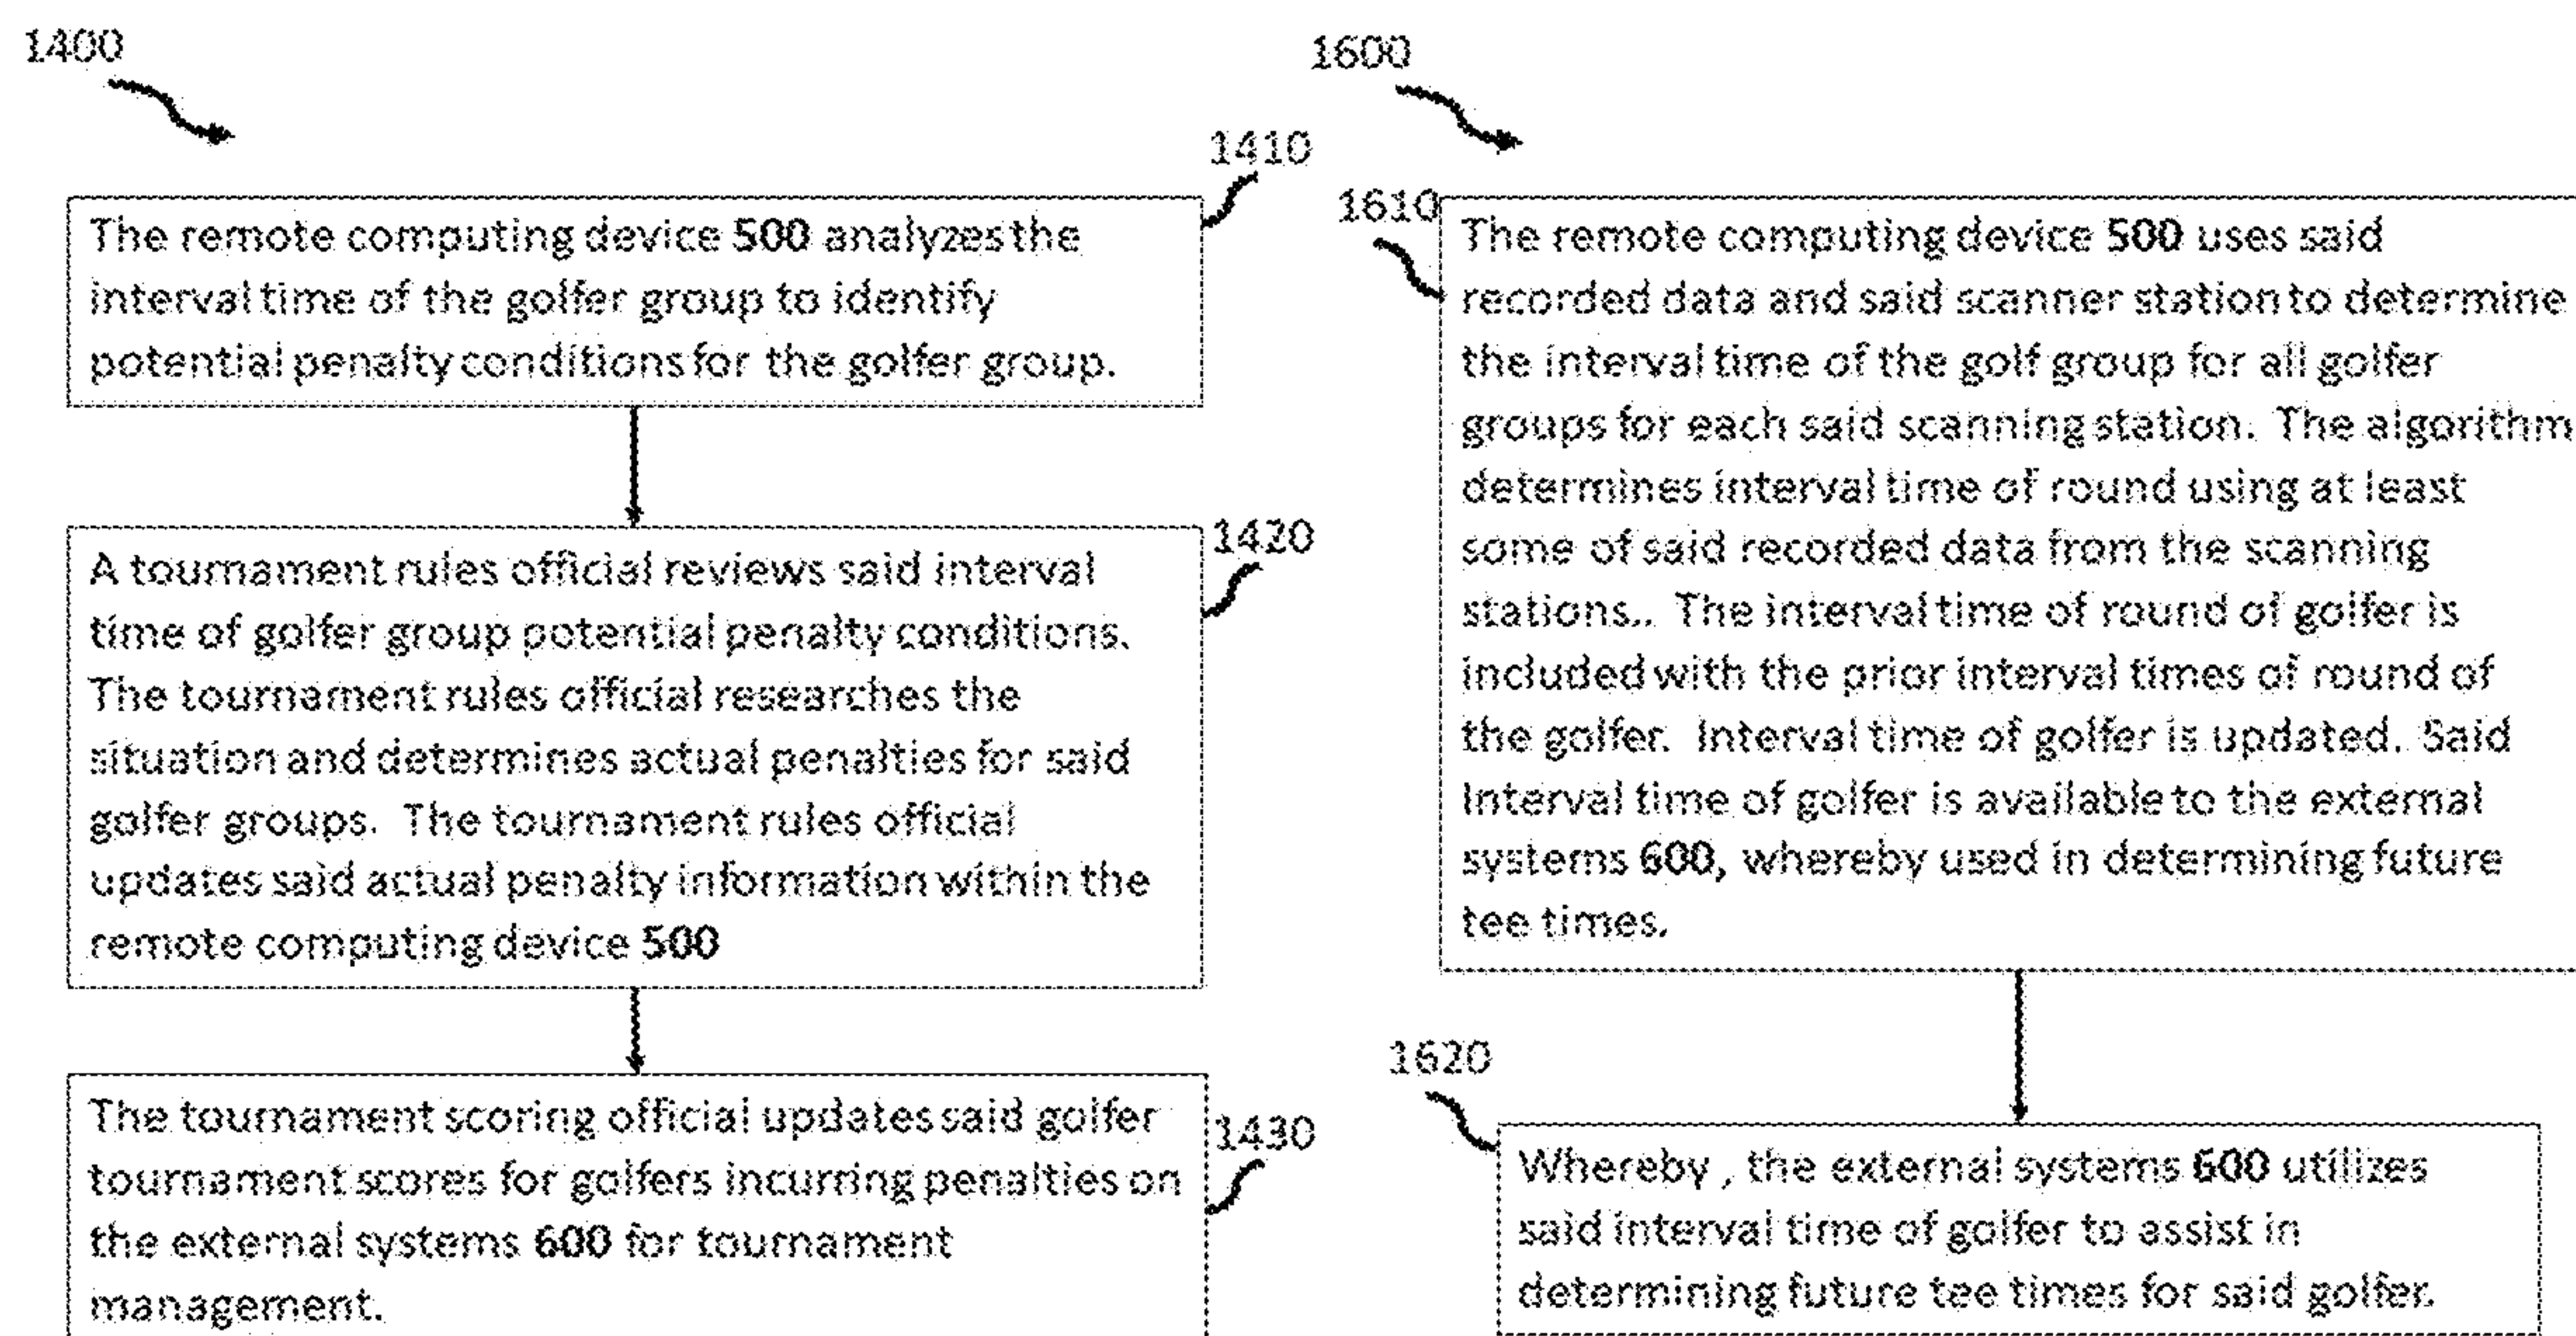 1400
1410
The remote computing device 500 analyzes the
interval time of the golfer group to identify
potential penalty conditions for the golfer group.
1420
A tournament rules official reviews said interval
time of golfer group potential penalty conditions.
The tournament rules official researches the
situation and determines actual penalties for said
golfer groups. The tournament rules official
updates said actual penalty information within the
remote computing device 500
1430
The tournament scoring official updates said golfer
tournament scores for golfers incurring penalties on
the external systems 600 for tournament
management.
1600
1610
The remote computing device 500 uses said
recorded data and said scanner station to determine
the interval time of the golf group for all golfer
groups for each said scanning station. The algorithm
determines interval time of round using at least
some of said recorded data from the scanning
stations.. The interval time of round of golfer is
included with the prior interval times of round of
the golfer. Interval time of golfer is updated. Said
Interval time of golfer is available to the external
systems 600, whereby used in determining future
tee times.
1620
Whereby , the external systems 600 utilizes
said interval time of golfer to assist in
determining future tee times for said golfer.